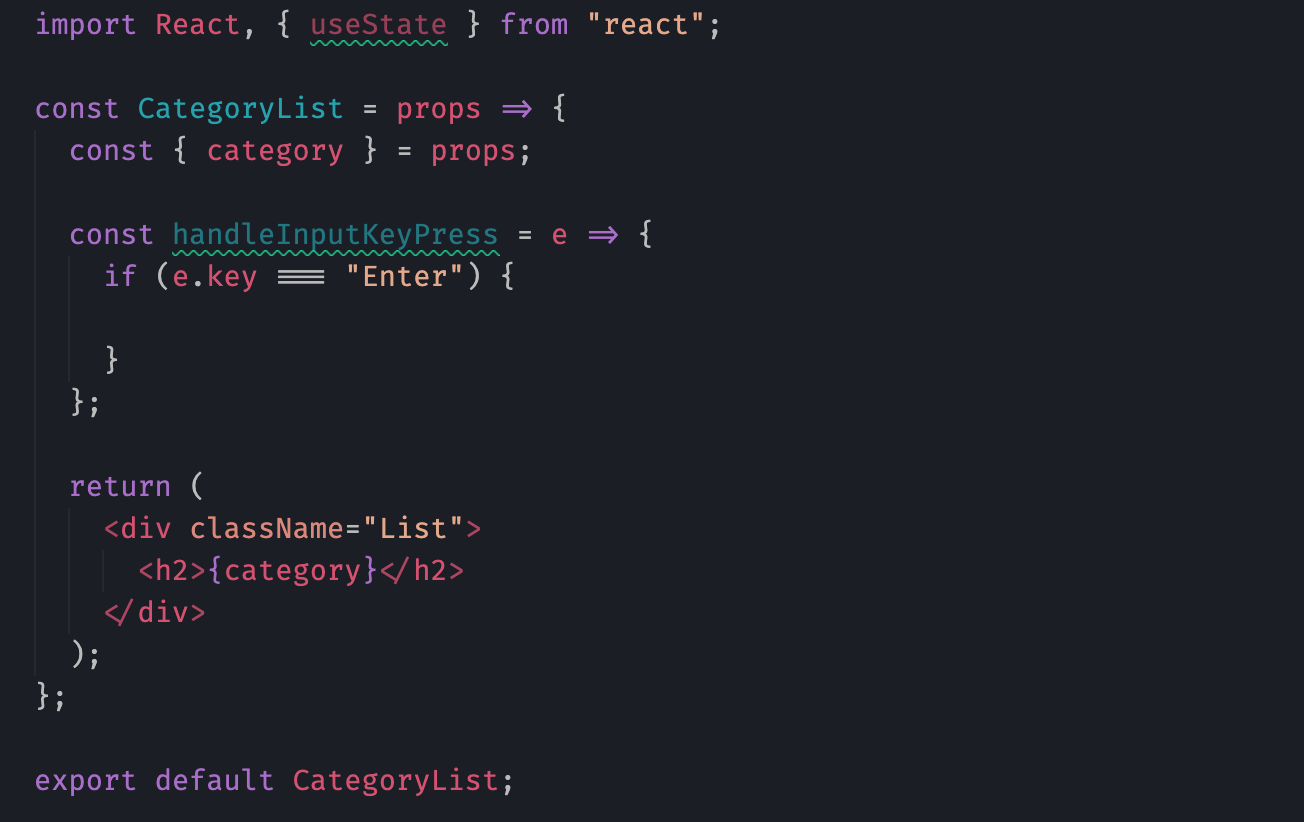 import React, { useState } from "react";
const CategoryList = props => {
const { category } = props;
const handleInputKeyPress = e => {
if (e.key === "Enter") {
}
};
return (
<div className="List">
<h2>{category}</h2>
</div>
);
};
export default CategoryList;